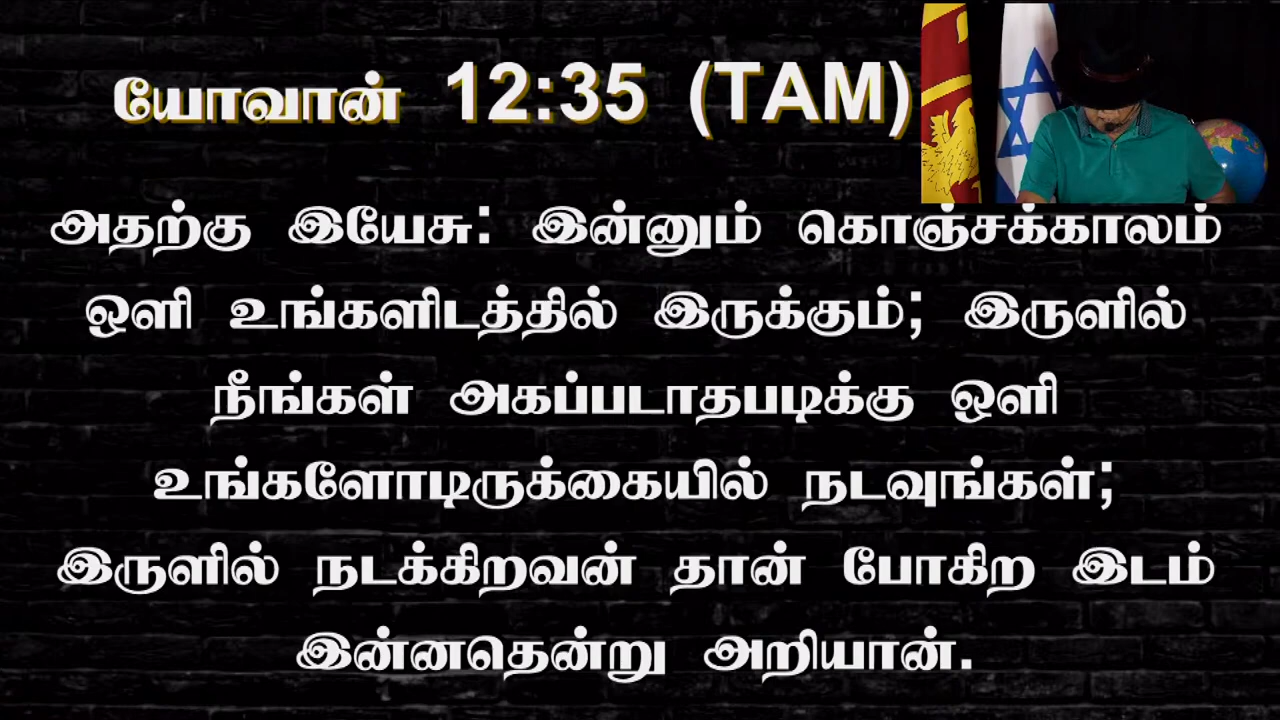 யோவான் 12:35 (TAM)
அதற்கு இயேசு: இன்னும் கொஞ்சக்காலம்
ஒளி உங்களிடத்தில் இருக்கும்; இருளில்
நீங்கள் அகப்படாதபடிக்கு ஒளி
உங்களோடிருக்கையில் நடவுங்கள்;
இருளில் நடக்கிறவன் தான் போகிற இடம்
இன்னதென்று அறியான்.